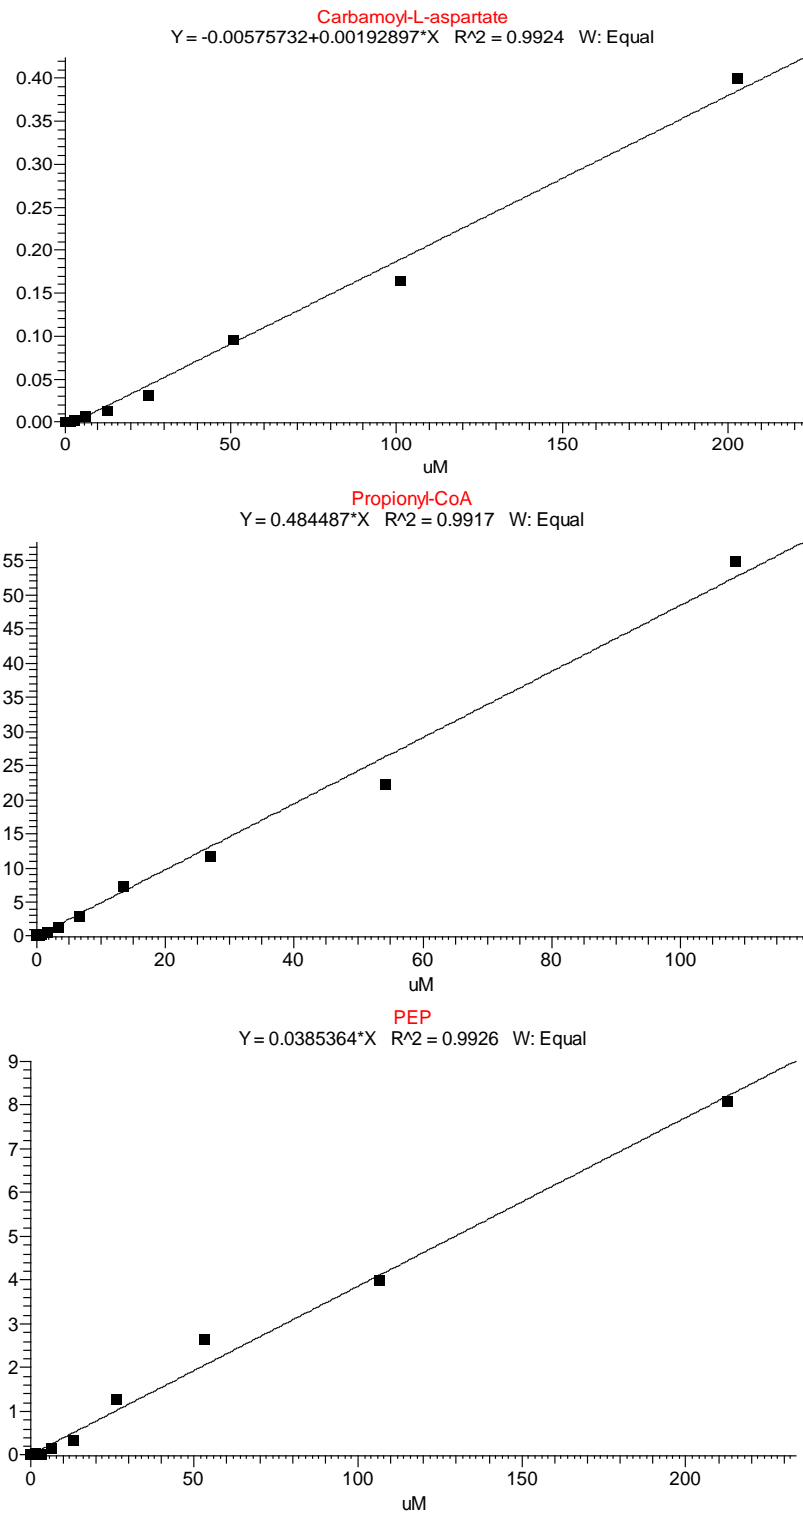 Carbamoyl-L-aspartate
Y = -0.00575732+0.00192897*X R^2 = 0.9924 W: Equal
0.40
0.35
0.30
0.25
0.20
0.15
0.10
0.05
0.00
0 50 100 150 200
uM
Propionyl-CoA
Y = 0.484487*X R^2 = 0.9917 W: Equal
55
50
45
40
35
30
25
20
15
10
5
0
0 20 40 60 80 100
uM
PEP
Y = 0.0385364*X R^2 = 0.9926 W: Equal
9
8
7
6
5
4
3
2
1
0
0 50 100 150 200
uM